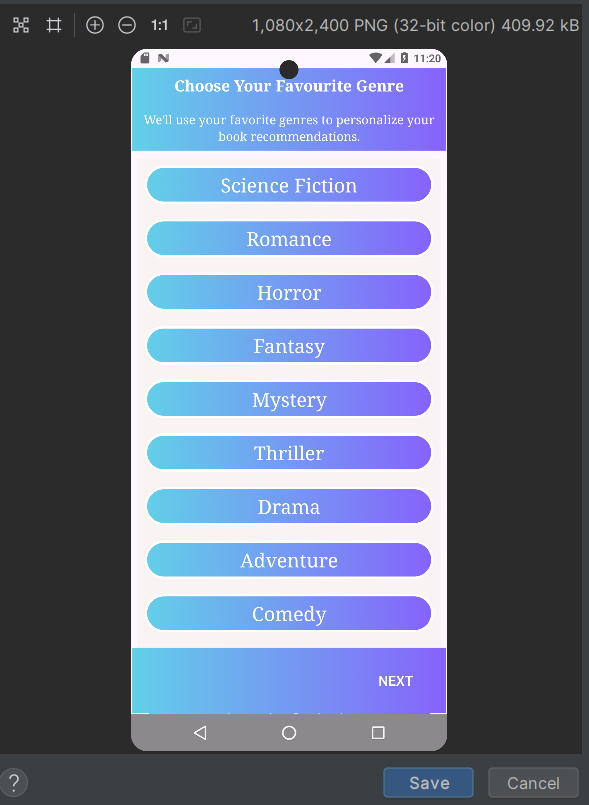 1:1
1,080x2,400 PNG (32-bit color) 409.92 kB
11:20
Choose Your Favourite Genre
We'll use your favorite genres to personalize your
book recommendations.
Science Fiction
Romance
Horror
Fantasy
Mystery
Thriller
Drama
Adventure
Comedy
NEXT
?
Save
Cancel